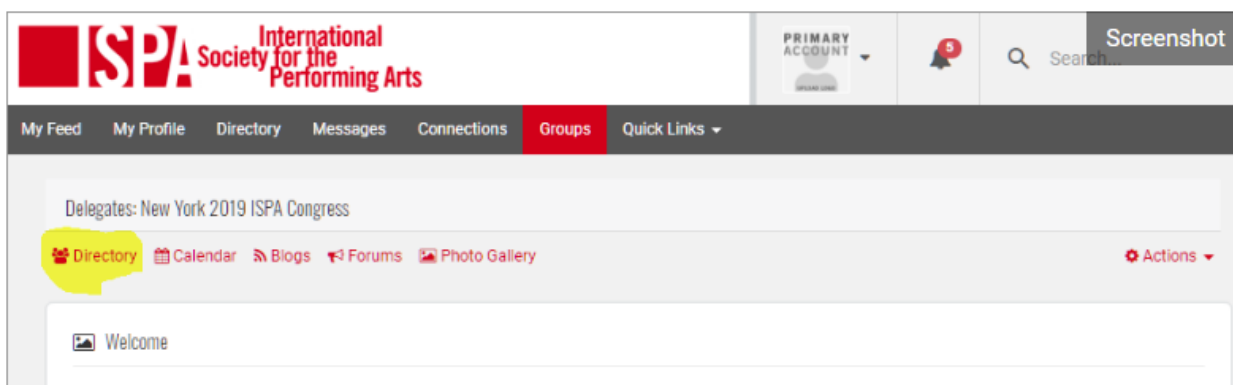 ISPA International
Society for the
Performing Arts
PRIMARY
ACCOUNT
5
Search...
Screenshot
My Feed My Profile Directory Messages Connections Groups Quick Links
Delegates: New York 2019 ISPA Congress
Directory Calendar Blogs Forums Photo Gallery Actions
Welcome